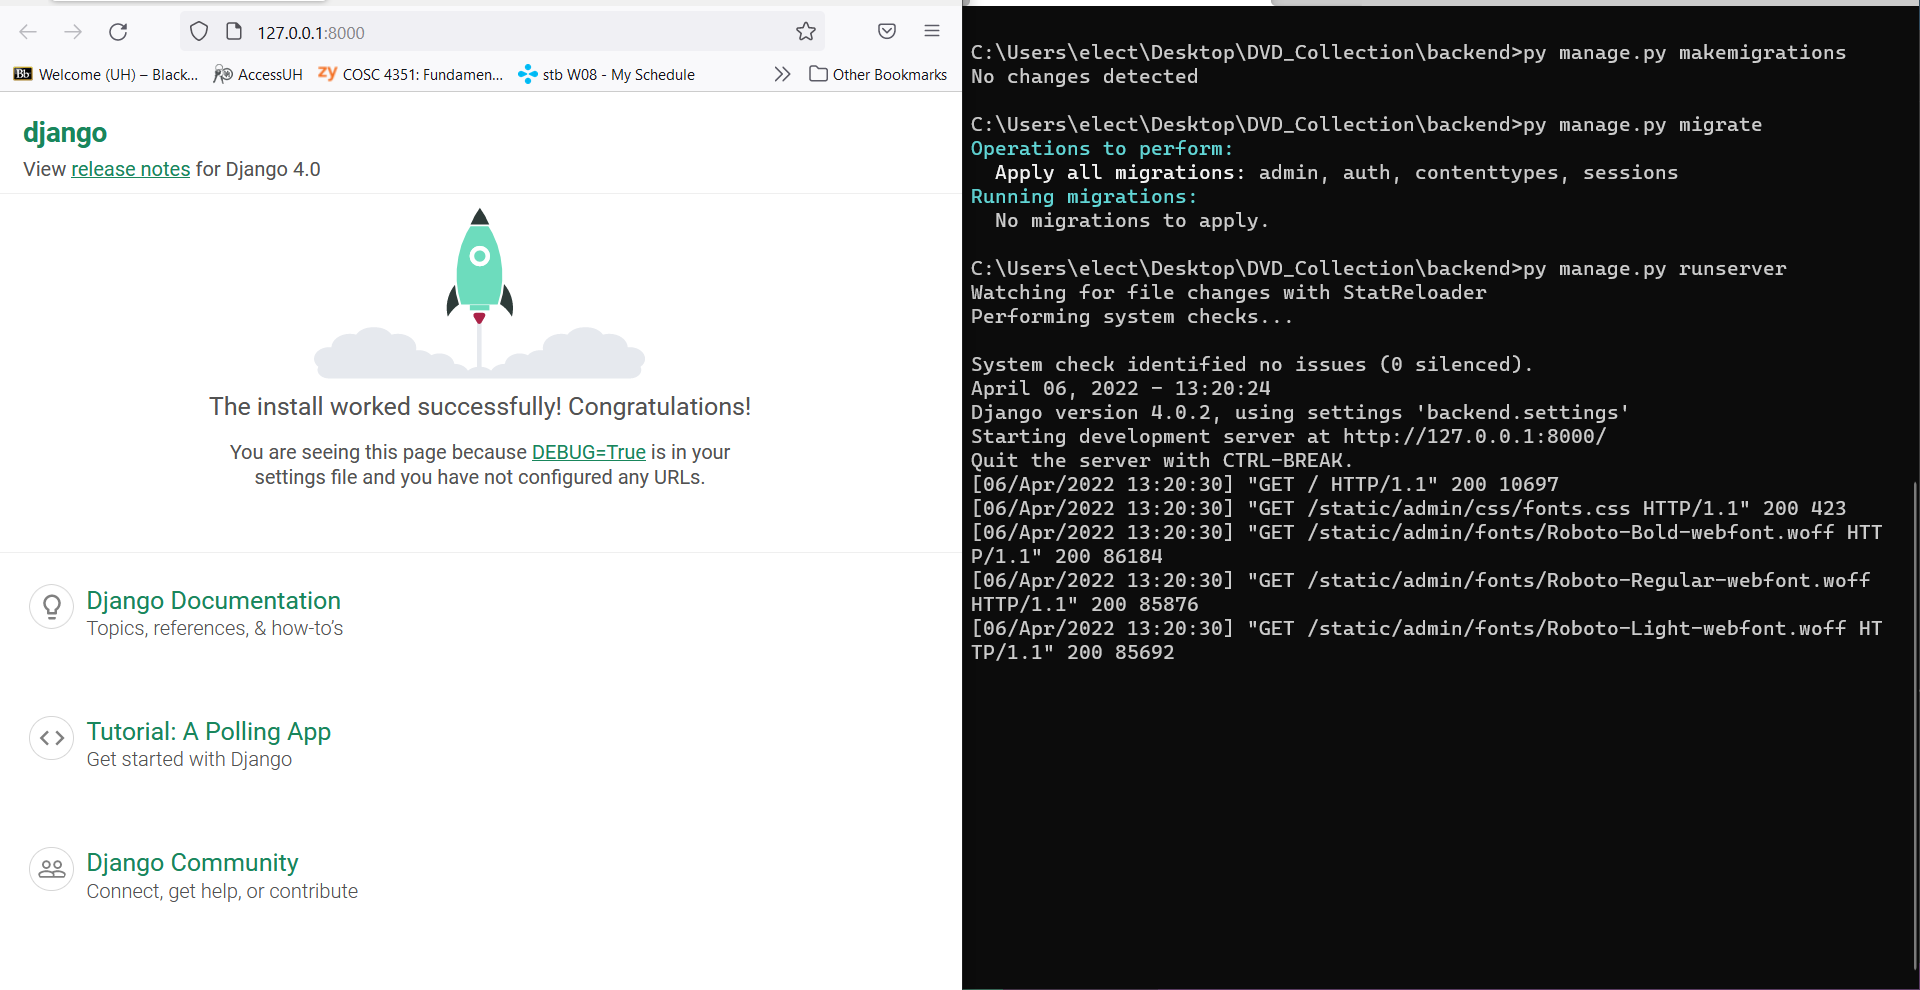 127.0.0.1:8000
Bb Welcome (UH) – Black... AccessUH zy COSC 4351: Fundamen... stb W08 - My Schedule Other Bookmarks
django
View release notes for Django 4.0
The install worked successfully! Congratulations!
You are seeing this page because DEBUG=True is in your
settings file and you have not configured any URLs.
Django Documentation
Topics, references, & how-to’s
Tutorial: A Polling App
Get started with Django
Django Community
Connect, get help, or contribute
C:\Users\elect\Desktop\DVD_Collection\backend>py manage.py makemigrations
No changes detected
C:\Users\elect\Desktop\DVD_Collection\backend>py manage.py migrate
Operations to perform:
Apply all migrations: admin, auth, contenttypes, sessions
Running migrations:
No migrations to apply.
C:\Users\elect\Desktop\DVD_Collection\backend>py manage.py runserver
Watching for file changes with StatReloader
Performing system checks...
System check identified no issues (0 silenced).
April 06, 2022 - 13:20:24
Django version 4.0.2, using settings 'backend.settings'
Starting development server at http://127.0.0.1:8000/
Quit the server with CTRL-BREAK.
[06/Apr/2022 13:20:30] "GET / HTTP/1.1" 200 10697
[06/Apr/2022 13:20:30] "GET /static/admin/css/fonts.css HTTP/1.1" 200 423
[06/Apr/2022 13:20:30] "GET /static/admin/fonts/Roboto-Bold-webfont.woff HTT
P/1.1" 200 86184
[06/Apr/2022 13:20:30] "GET /static/admin/fonts/Roboto-Regular-webfont.woff
HTTP/1.1" 200 85876
[06/Apr/2022 13:20:30] "GET /static/admin/fonts/Roboto-Light-webfont.woff HT
TP/1.1" 200 85692